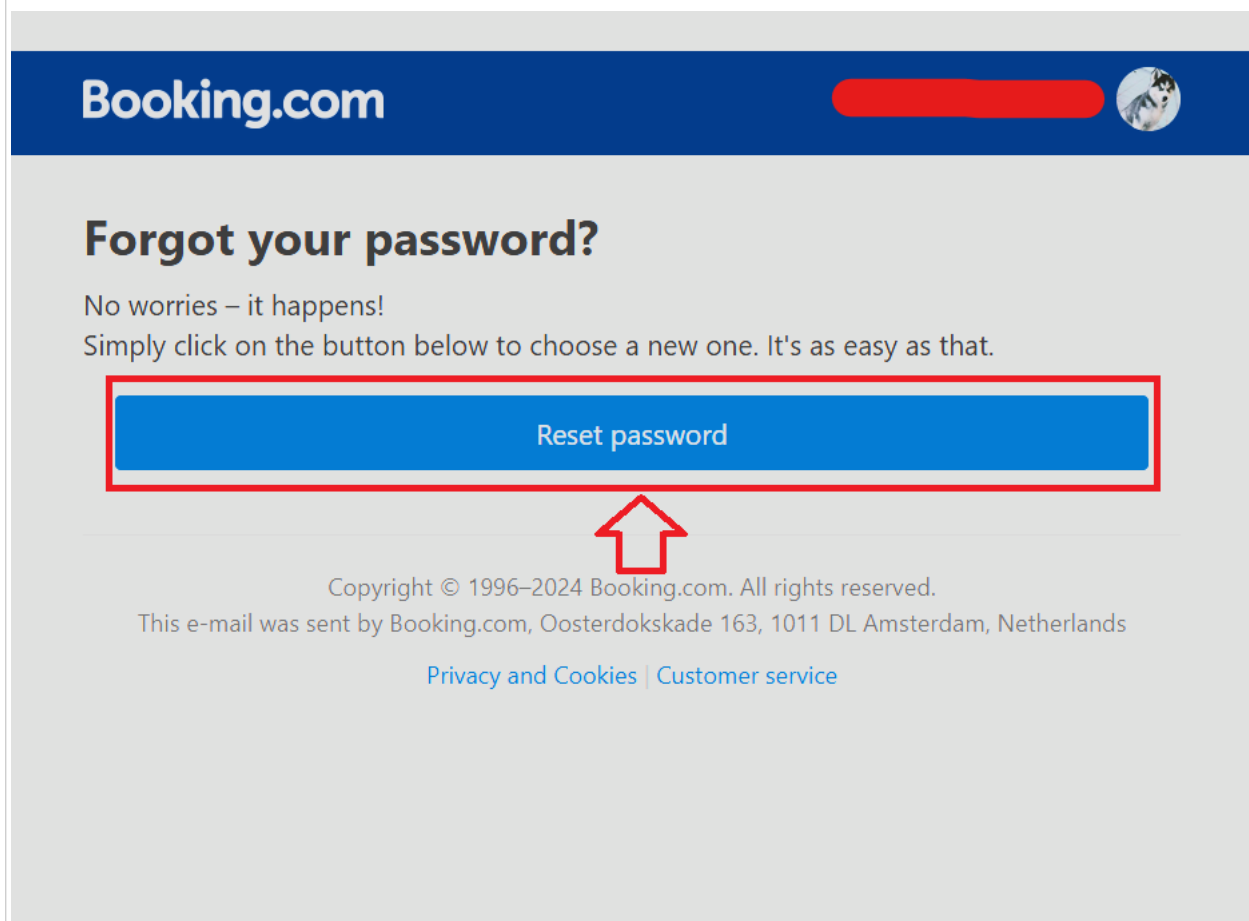 Booking.com
Forgot your password?
No worries – it happens!
Simply click on the button below to choose a new one. It's as easy as that.
Reset password
Copyright © 1996–2024 Booking.com. All rights reserved.
This e-mail was sent by Booking.com, Oosterdokskade 163, 1011 DL Amsterdam, Netherlands
Privacy and Cookies | Customer service